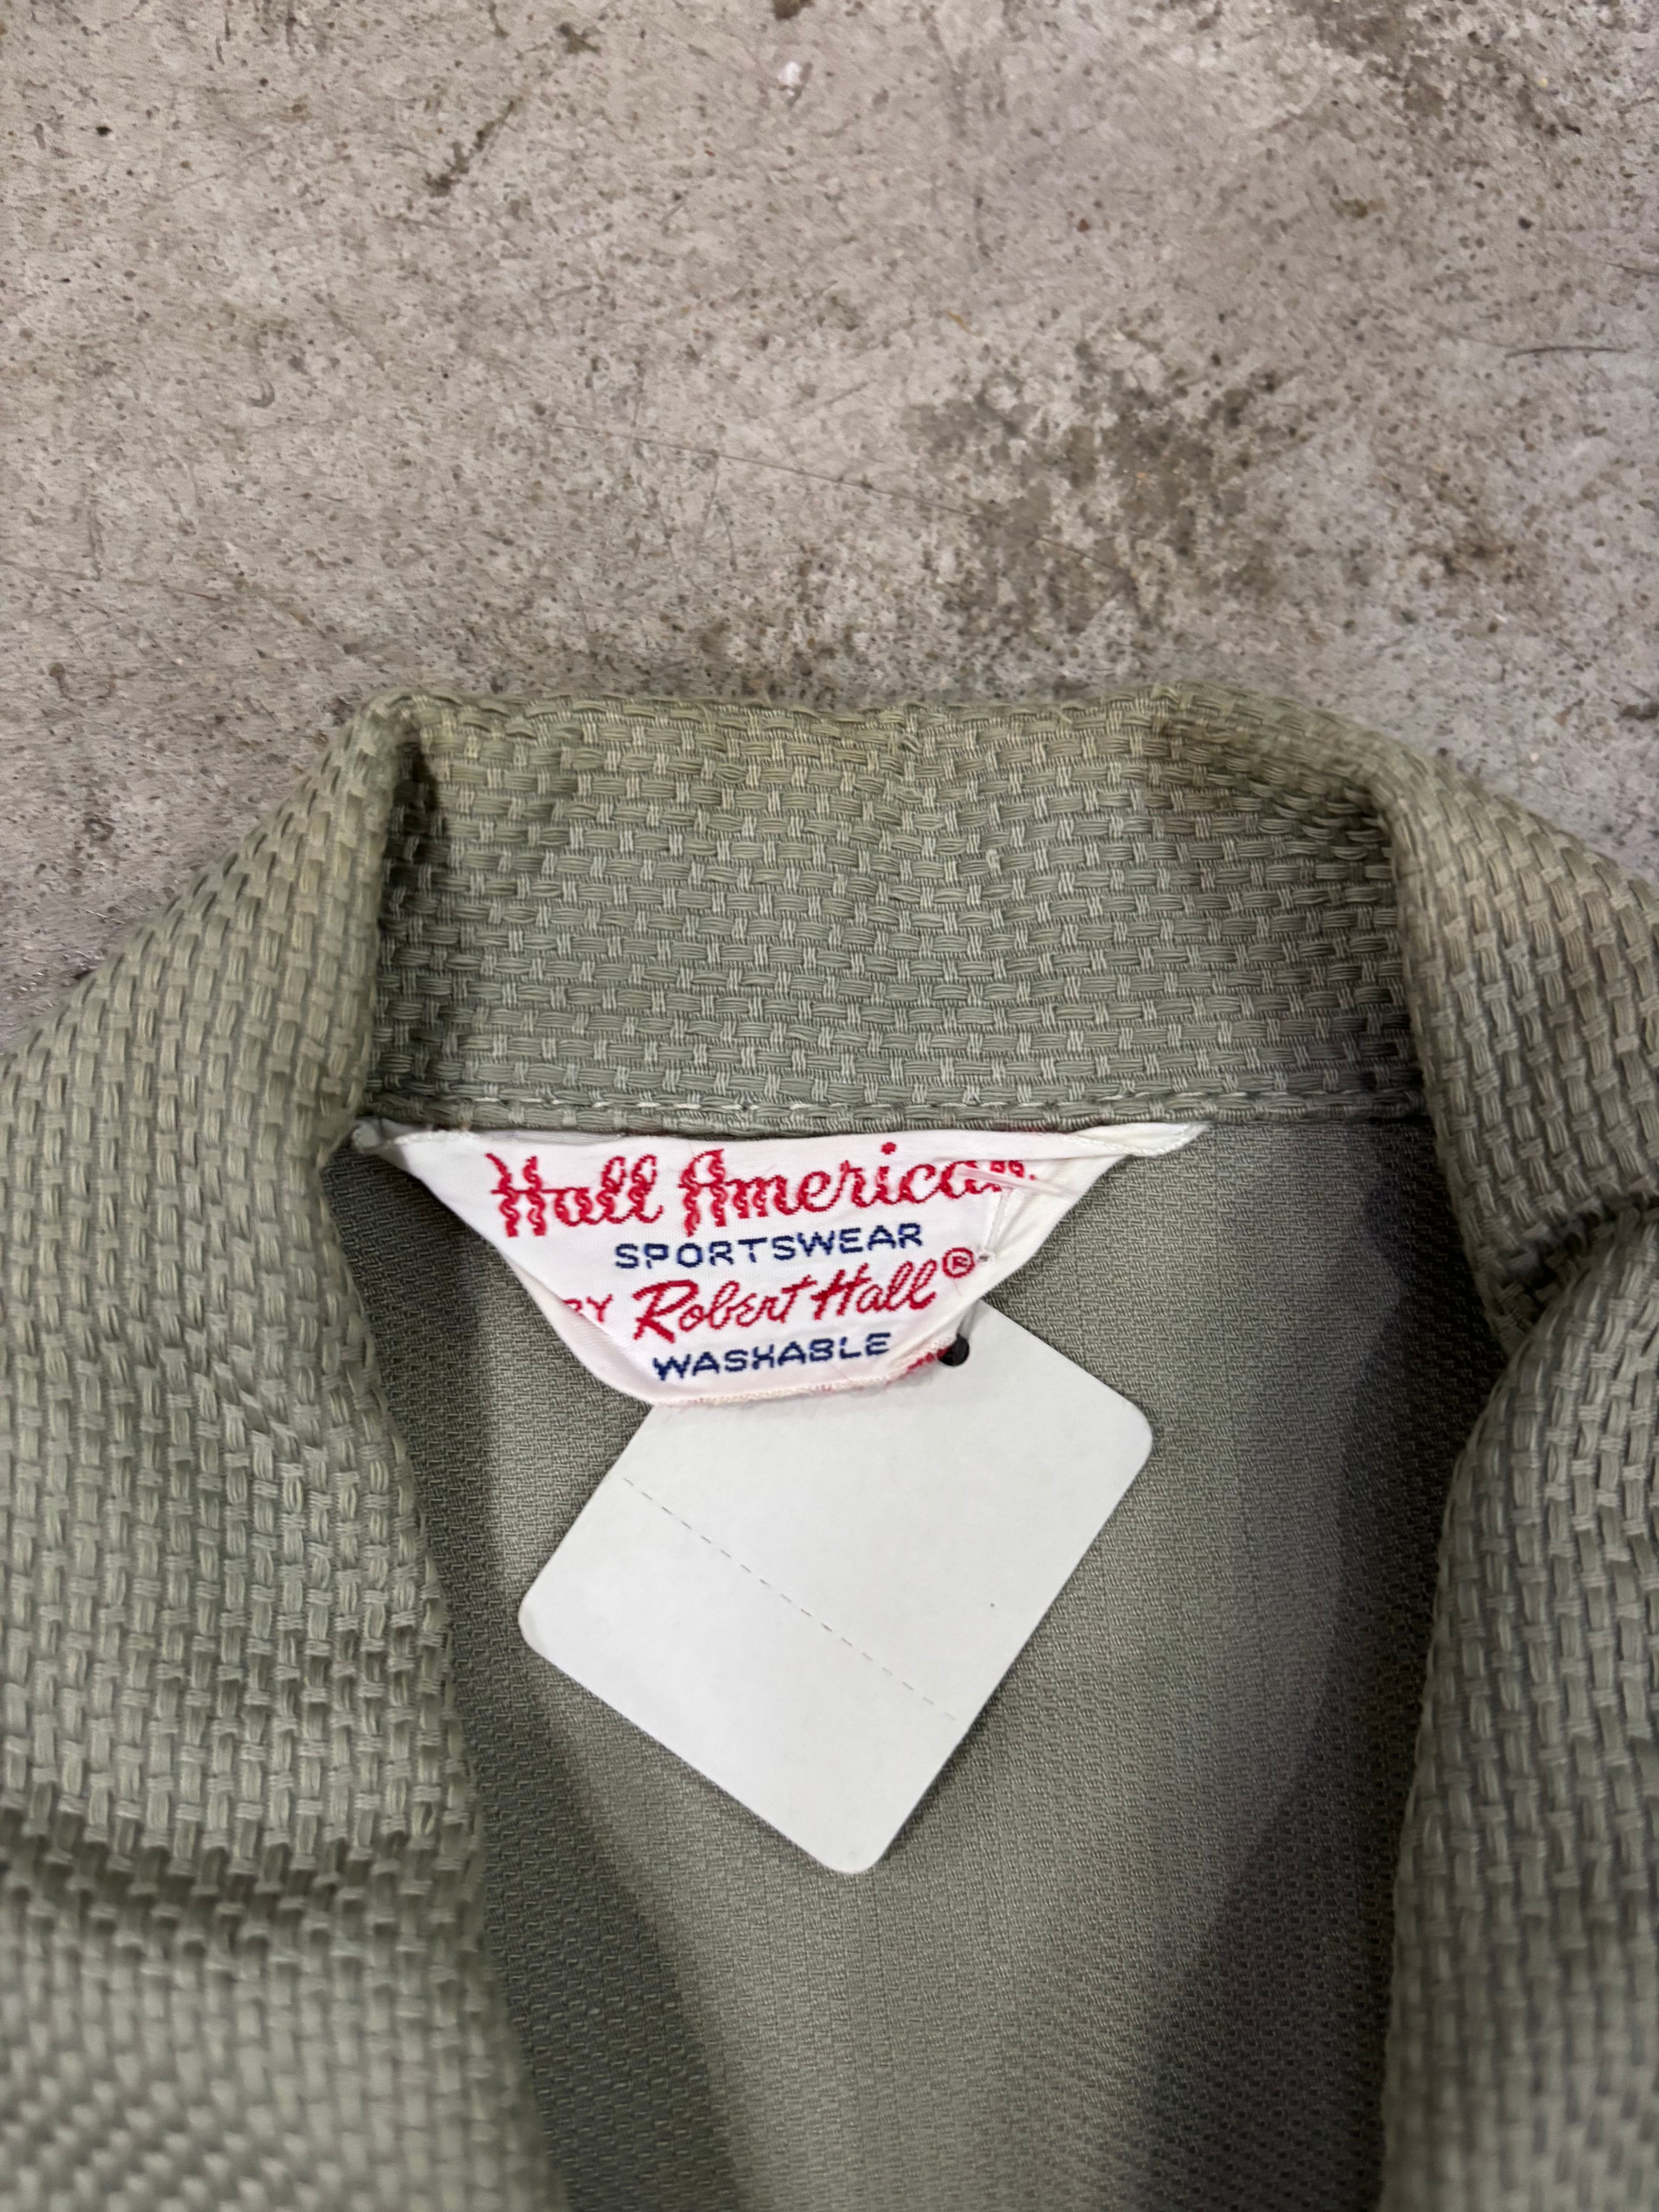 Hall American
SPORTSWEAR
BY Robert Hall®
WASHABLE